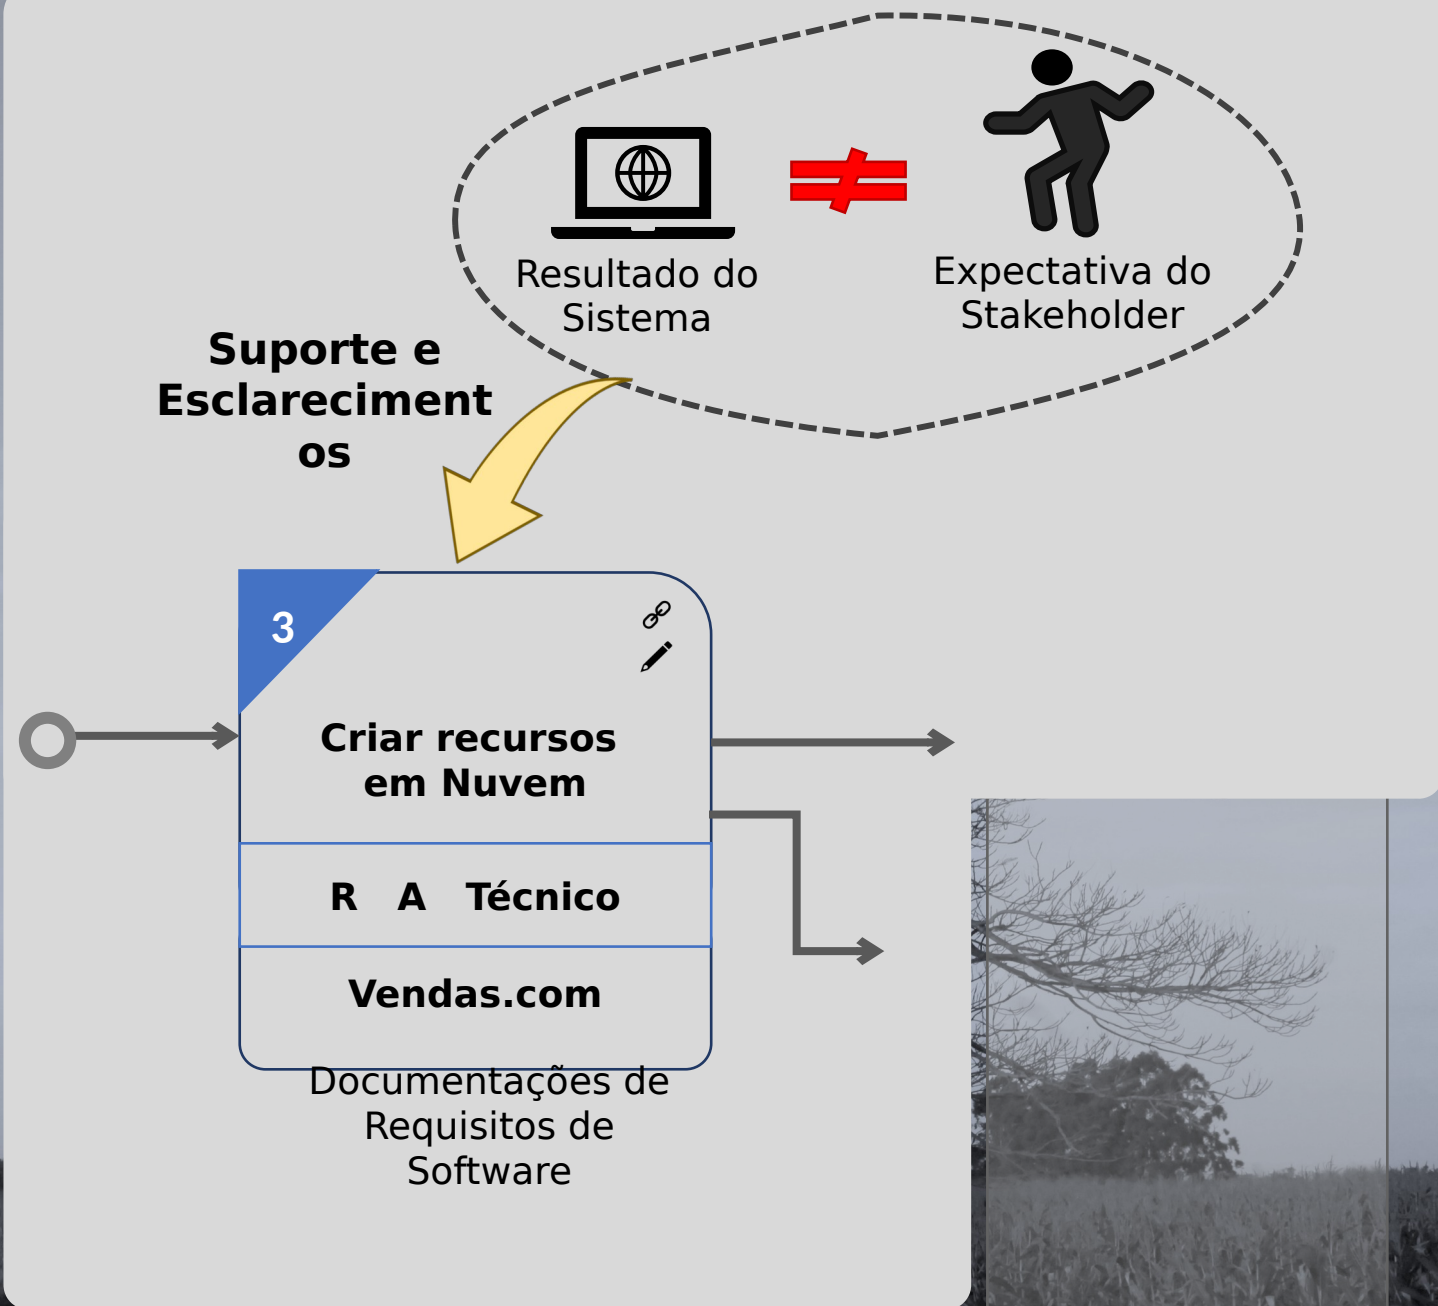 Resultado do
Sistema
Expectativa do
Stakeholder
Suporte e
Esclareciment
os
3
Criar recursos
em Nuvem
R A Técnico
Vendas.com
Documentações de
Requisitos de
Software